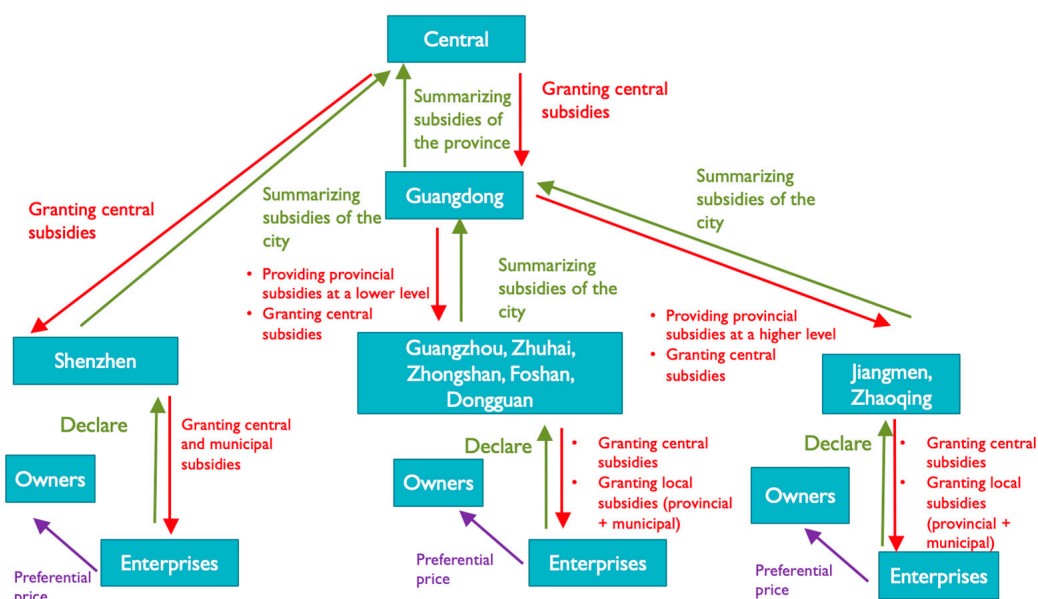 Central
Summarizing
subsidies of
the province
Granting central
subsidies
Granting central
subsidies
Summarizing
subsidies of the
city
Guangdong
Summarizing
subsidies of the
city
• Providing provincial
subsidies at a lower level
• Granting central
subsidies
Summarizing
subsidies of the
city
• Providing provincial
subsidies at a higher level
• Granting central
subsidies
Shenzhen
Guangzhou, Zhuhai,
Zhongshan, Foshan,
Dongguan
Jiangmen,
Zhaoqing
Declare
Granting central
and municipal
subsidies
Owners
Enterprises
Preferential
price
Declare
• Granting central
subsidies
• Granting local
subsidies (provincial
+ municipal)
Owners
Enterprises
Preferential
price
Declare
• Granting central
subsidies
• Granting local
subsidies
(provincial +
municipal)
Owners
Enterprises
Preferential
price